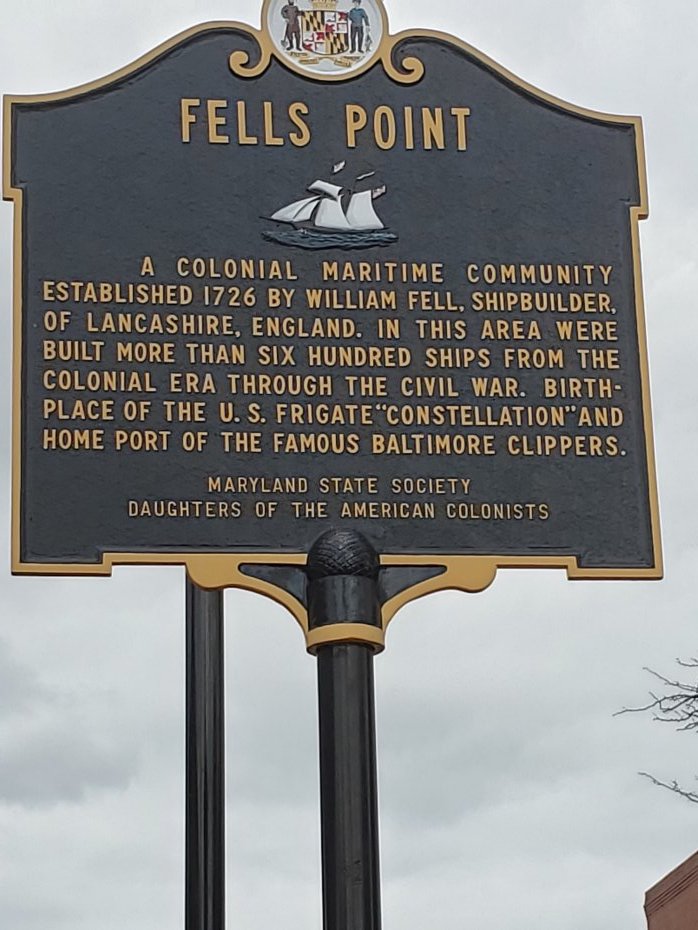 FELLS POINT
A COLONIAL MARITIME COMMUNITY
ESTABLISHED 1726 BY WILLIAM FELL, SHIPBUILDER,
OF LANCASHIRE, ENGLAND. IN THIS AREA WERE
BUILT MORE THAN SIX HUNDRED SHIPS FROM THE
COLONIAL ERA THROUGH THE CIVIL WAR. BIRTH-
PLACE OF THE U. S. FRIGATE "CONSTELLATION" AND
HOME PORT OF THE FAMOUS BALTIMORE CLIPPERS.
MARYLAND STATE SOCIETY
DAUGHTERS OF THE AMERICAN COLONISTS